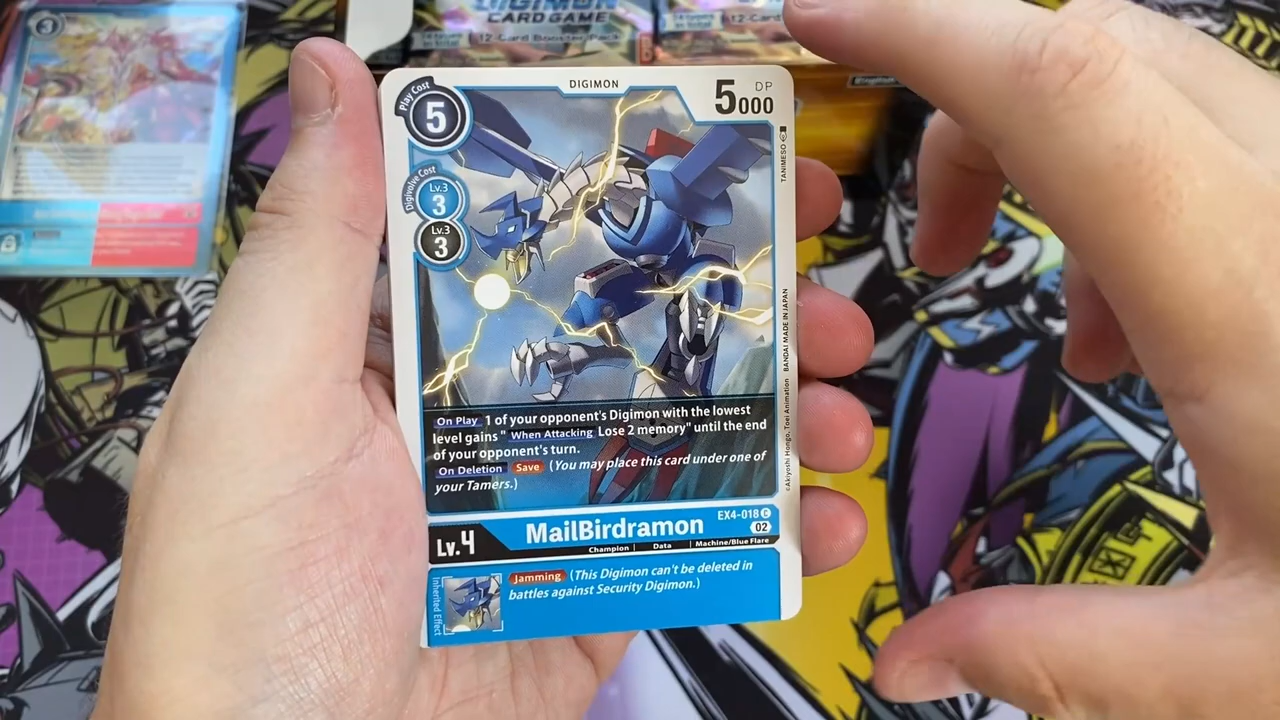 DIGIMON
CARD GAME
12-Card Booster Pack
12-Card
English
3
DIGIMON
Play Cost
5
5000
DP
Digivolve Cost
Lv.3
3
Lv.3
3
TANIMESO
©Akiyoshi Hongo, Toei Animation BANDAI MADE IN JAPAN
On Play 1 of your opponent's Digimon with the lowest
level gains " When Attacking Lose 2 memory" until the end
of your opponent's turn.
On Deletion Save (You may place this card under one of
your Tamers.)
EX4-018 C
02
Lv.4
MailBirdramon
Champion | Data | Machine/Blue Flare
Inherited Effect
Jamming (This Digimon can't be deleted in
battles against Security Digimon.)